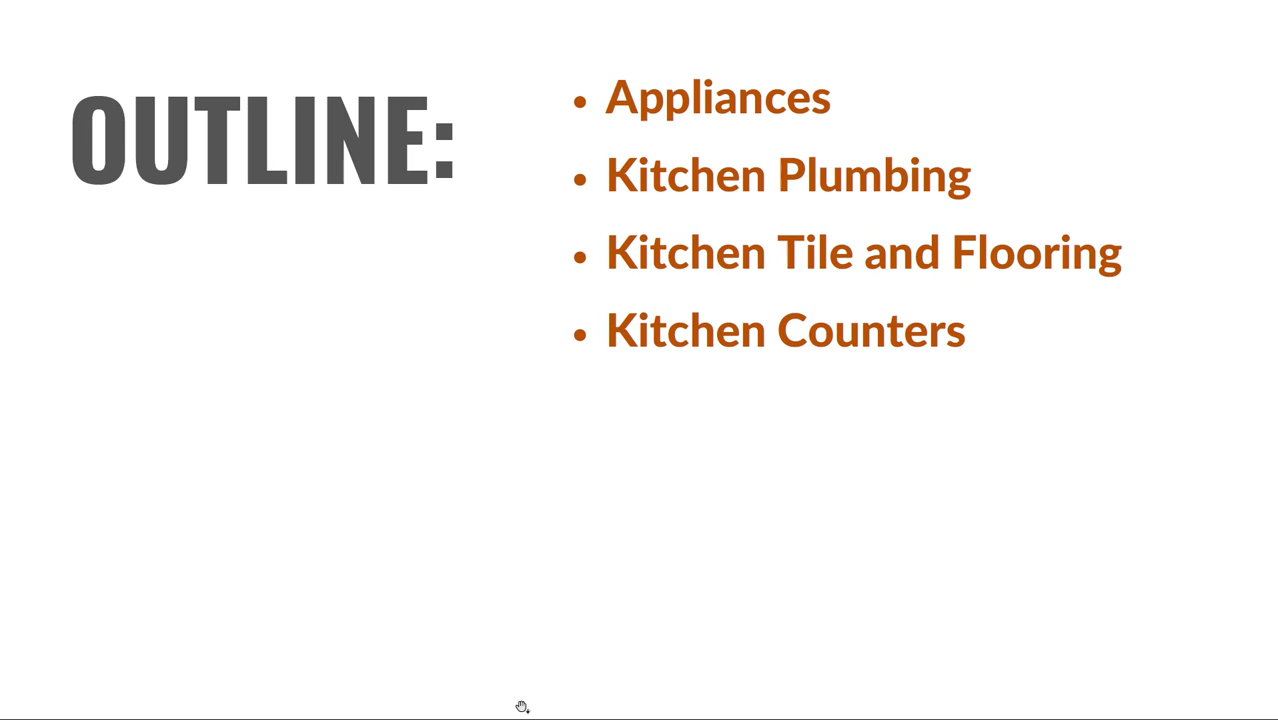 OUTLINE:
• Appliances
• Kitchen Plumbing
• Kitchen Tile and Flooring
• Kitchen Counters